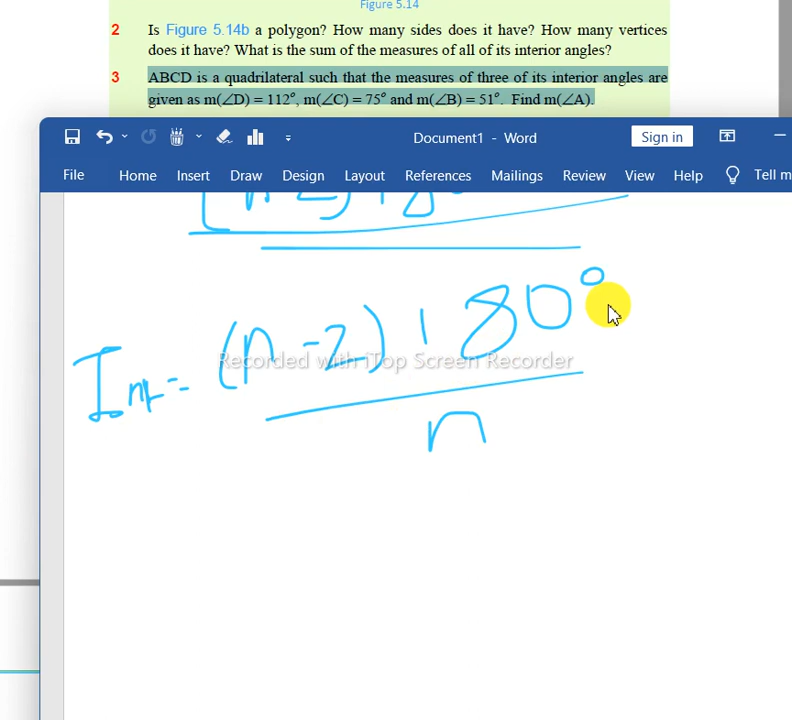 Figure 5.14
2 Is Figure 5.14b a polygon? How many sides does it have? How many vertices
does it have? What is the sum of the measures of all of its interior angles?
3 ABCD is a quadrilateral such that the measures of three of its interior angles are
given as m(∠D) = 112°, m(∠C) = 75° and m(∠B) = 51°. Find m(∠A).
Document1 - Word
Sign in
File Home Insert Draw Design Layout References Mailings Review View Help Tell m
Int = (n-2)180°
n
Recorded with iTop Screen Recorder